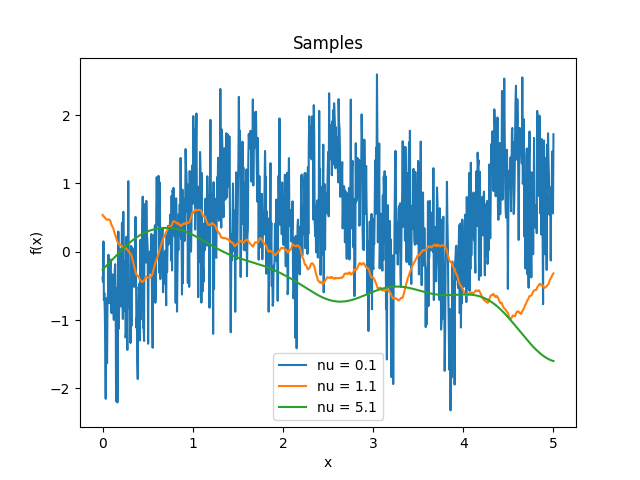 Samples
f(x)
2
1
0
−1
−2
nu = 0.1
nu = 1.1
nu = 5.1
0 1 2 3 4 5
x